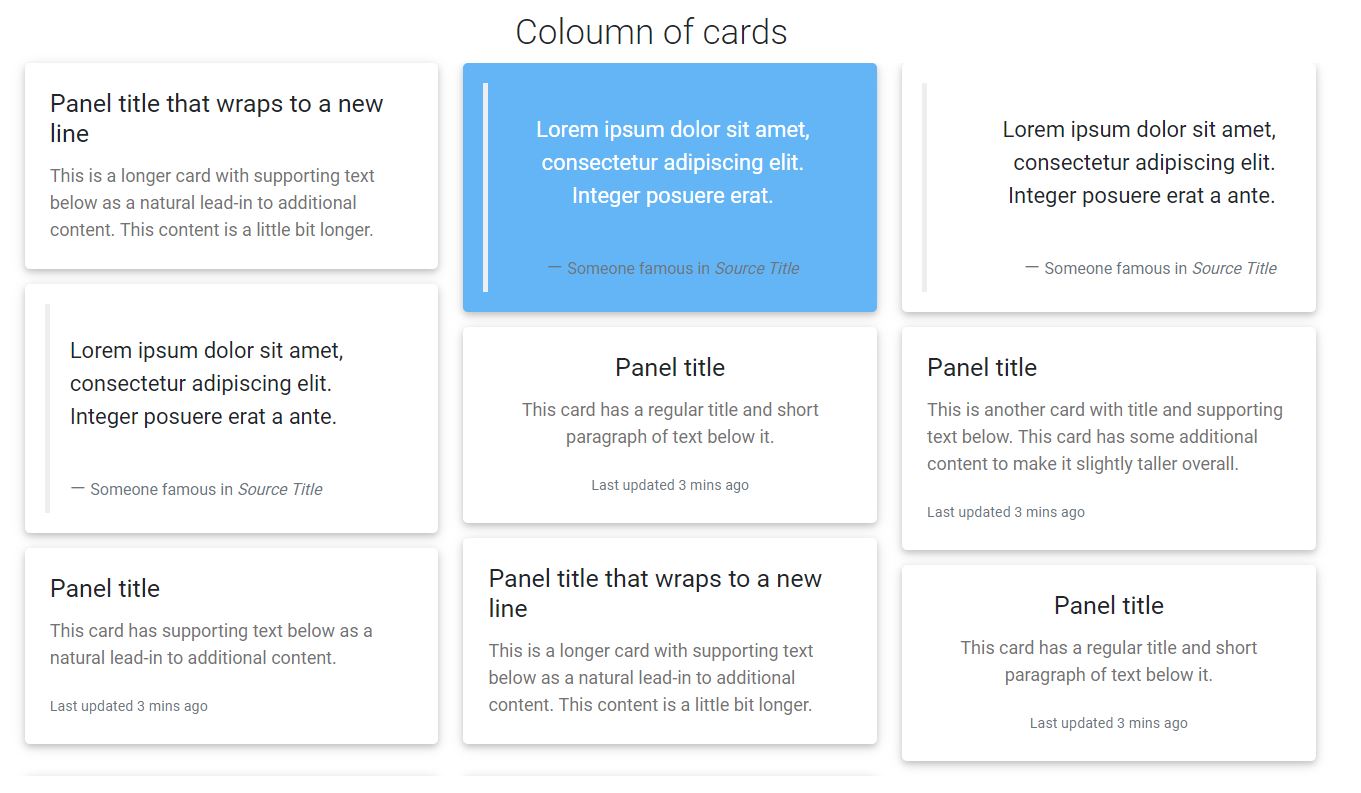 Coloumn of cards
Panel title that wraps to a new
line
This is a longer card with supporting text
below as a natural lead-in to additional
content. This content is a little bit longer.
Lorem ipsum dolor sit amet,
consectetur adipiscing elit.
Integer posuere erat a ante.
— Someone famous in Source Title
Panel title
This card has supporting text below as a
natural lead-in to additional content.
Last updated 3 mins ago
Lorem ipsum dolor sit amet,
consectetur adipiscing elit.
Integer posuere erat.
— Someone famous in Source Title
Panel title
This card has a regular title and short
paragraph of text below it.
Last updated 3 mins ago
Panel title that wraps to a new
line
This is a longer card with supporting text
below as a natural lead-in to additional
content. This content is a little bit longer.
Lorem ipsum dolor sit amet,
consectetur adipiscing elit.
Integer posuere erat a ante.
— Someone famous in Source Title
Panel title
This is another card with title and supporting
text below. This card has some additional
content to make it slightly taller overall.
Last updated 3 mins ago
Panel title
This card has a regular title and short
paragraph of text below it.
Last updated 3 mins ago